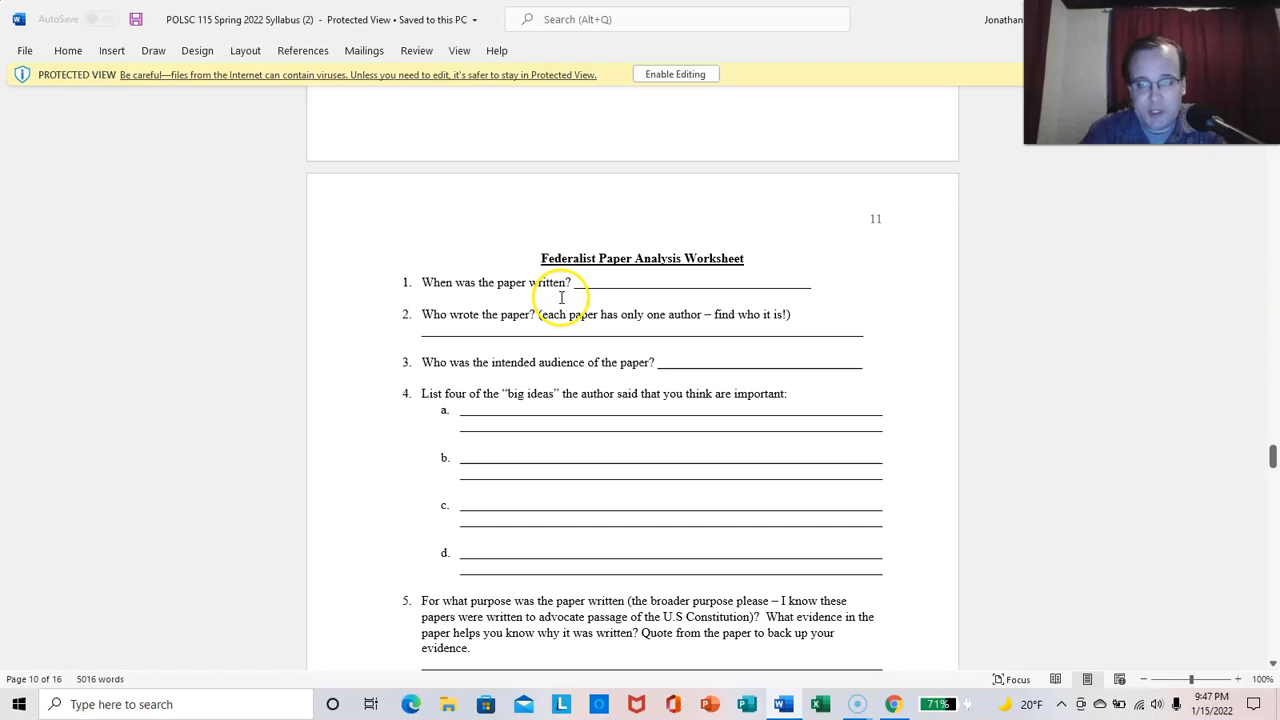 AutoSave Off POLSC 115 Spring 2022 Syllabus (2) - Protected View • Saved to this PC Search (Alt+Q) Jonathan
File Home Insert Draw Design Layout References Mailings Review View Help
PROTECTED VIEW Be careful—files from the Internet can contain viruses. Unless you need to edit, it's safer to stay in Protected View. Enable Editing
11
Federalist Paper Analysis Worksheet
1. When was the paper written?
2. Who wrote the paper? (each paper has only one author – find who it is!)
3. Who was the intended audience of the paper?
4. List four of the “big ideas” the author said that you think are important:
a.
b.
c.
d.
5. For what purpose was the paper written (the broader purpose please – I know these
papers were written to advocate passage of the U.S Constitution)? What evidence in the
paper helps you know why it was written? Quote from the paper to back up your
evidence.
Page 10 of 16 5016 words Focus 100%
Type here to search 71% 20°F 9:47 PM
1/15/2022